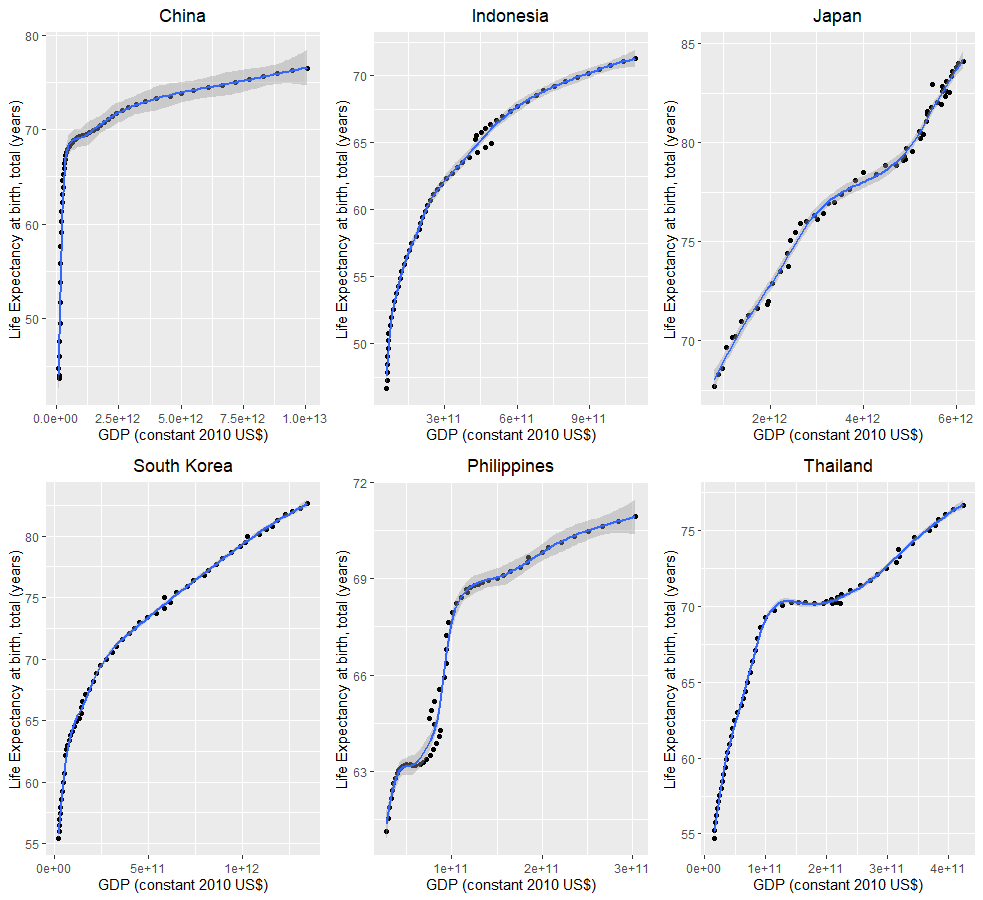 China
Life Expectancy at birth, total (years)
80
70
60
50
0.0e+00 2.5e+12 5.0e+12 7.5e+12 1.0e+13
GDP (constant 2010 US$)
Indonesia
Life Expectancy at birth, total (years)
70
65
60
55
50
3e+11 6e+11 9e+11
GDP (constant 2010 US$)
Japan
Life Expectancy at birth, total (years)
85
80
75
70
2e+12 4e+12 6e+12
GDP (constant 2010 US$)
South Korea
Life Expectancy at birth, total (years)
80
75
70
65
60
55
0e+00 5e+11 1e+12
GDP (constant 2010 US$)
Philippines
Life Expectancy at birth, total (years)
72
69
66
63
1e+11 2e+11 3e+11
GDP (constant 2010 US$)
Thailand
Life Expectancy at birth, total (years)
75
70
65
60
55
0e+00 1e+11 2e+11 3e+11 4e+11
GDP (constant 2010 US$)